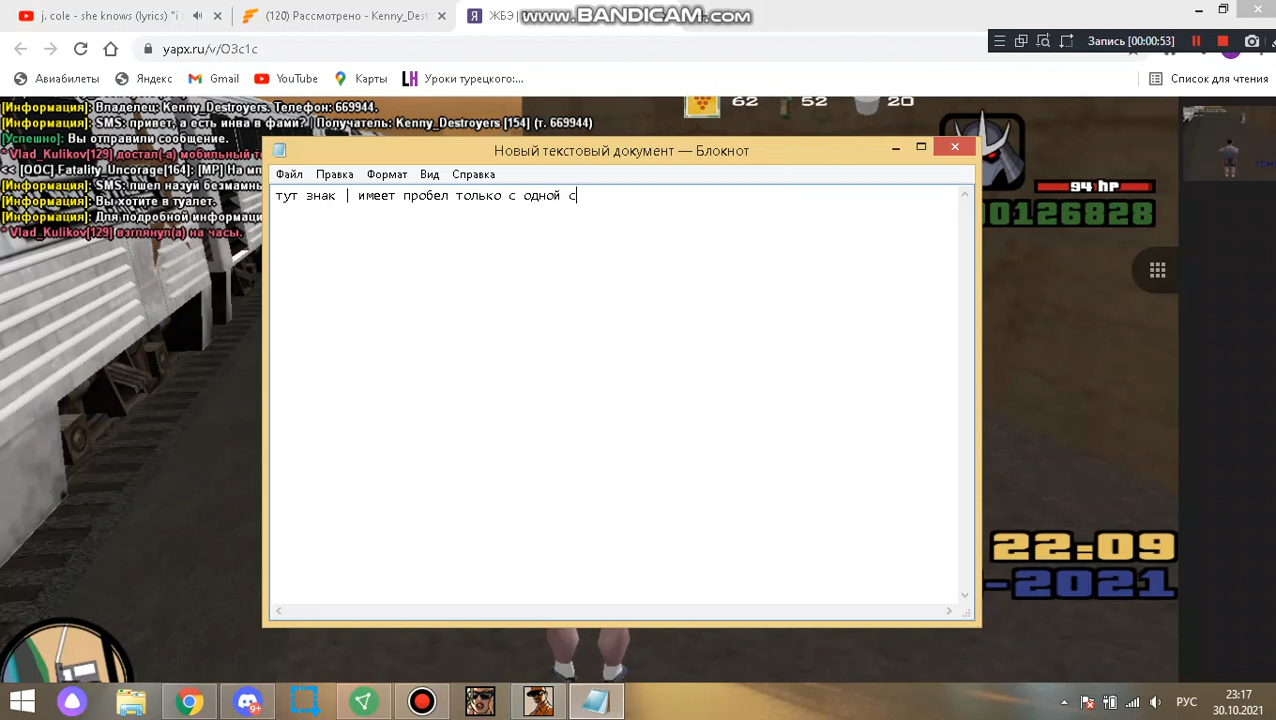 j. cole - she knows (lyrics) "i a
(120) Рассмотрено - Kenny_Dest
ЖБЭ
www.BANDICAM.com
yapx.ru/v/O3c1c
Запись [00:00:53]
Авиабилеты
Яндекс
Gmail
YouTube
Карты
Уроки турецкого:...
Список для чтения
[Информация]: Владелец: Kenny_Destroyers. Телефон: 669944.
62
52
20
[Информация]: SMS: привет, а есть инва в фами? | Получатель: Kenny_Destroyers [154] (т. 669944)
[Успешно]: Вы отправили сообщение.
* Vlad_Kulikov[129] достал(-а) мобильный те
<< [OOC] Fatality_Uncorage[164]: [MP] На мп
[Информация]: SMS: пшел назуй безмамны
[Информация]: Вы хотите в туалет.
[Информация]: Для подробной информаци
* Vlad_Kulikov[129] взглянул(а) на часы.
Новый текстовый документ — Блокнот
Файл Правка Формат Вид Справка
тут знак | имеет пробел только с одной с
94 hp
00126828
22:09
-2021
9+
РУС
23:17
30.10.2021